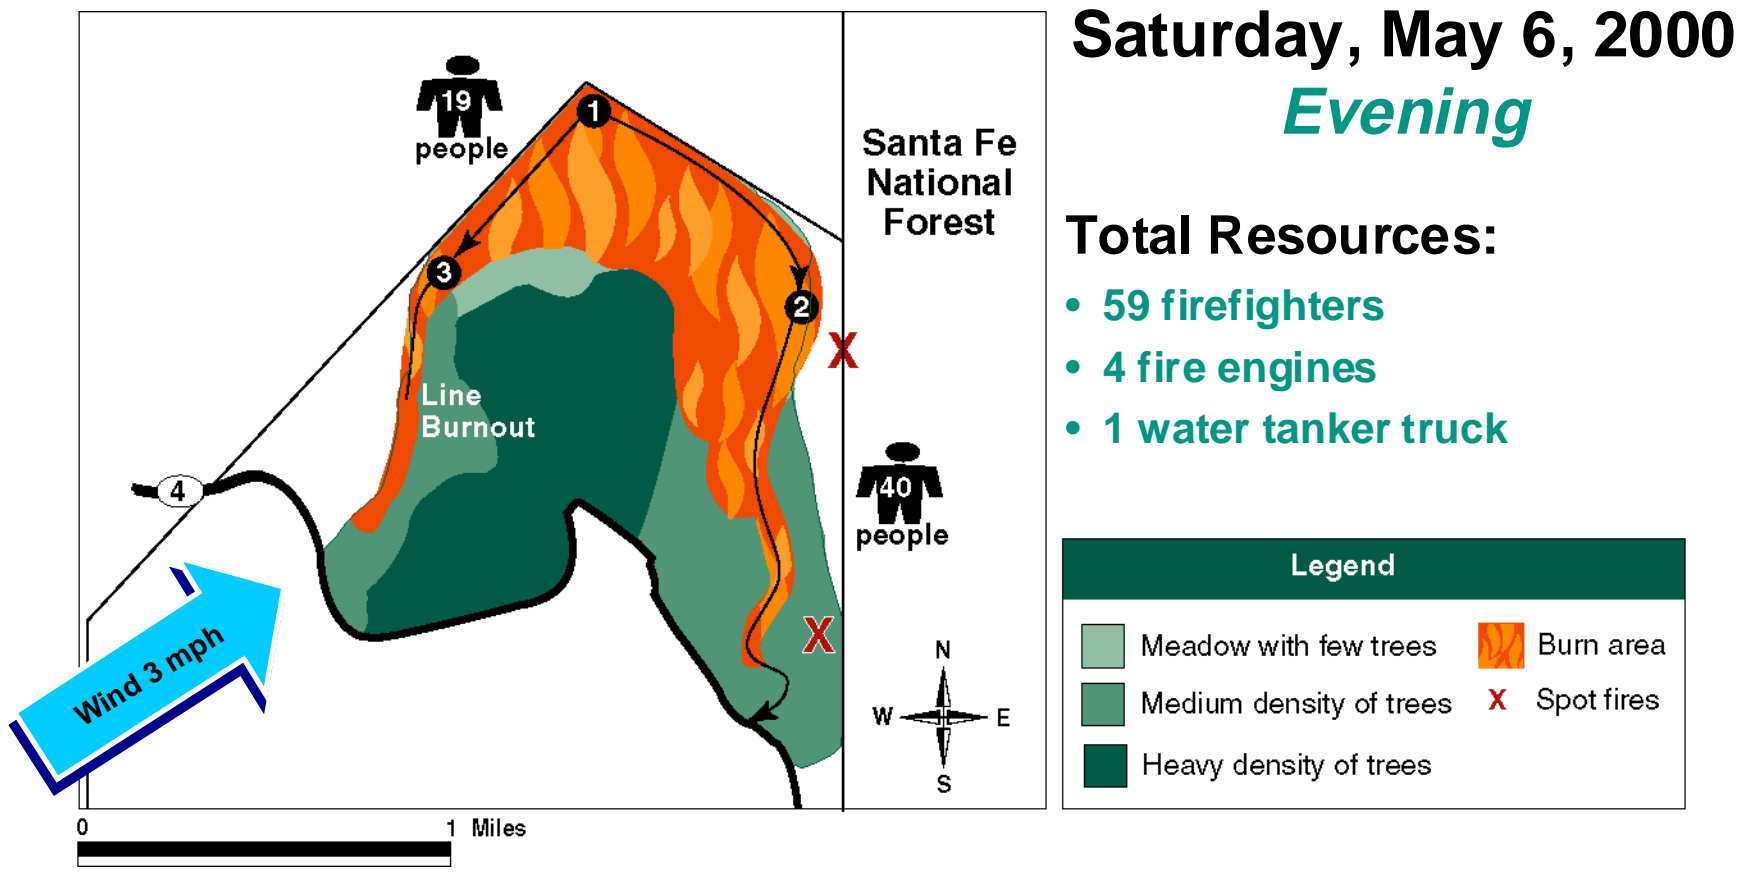 Saturday, May 6, 2000
Evening
19
people
1
Santa Fe
National
Forest
Total Resources:
• 59 firefighters
• 4 fire engines
• 1 water tanker truck
3
2
X
Line
Burnout
4
40
people
Wind 3 mph
X
N
W E
S
Legend
Meadow with few trees
Burn area
Medium density of trees
X Spot fires
Heavy density of trees
0 1 Miles